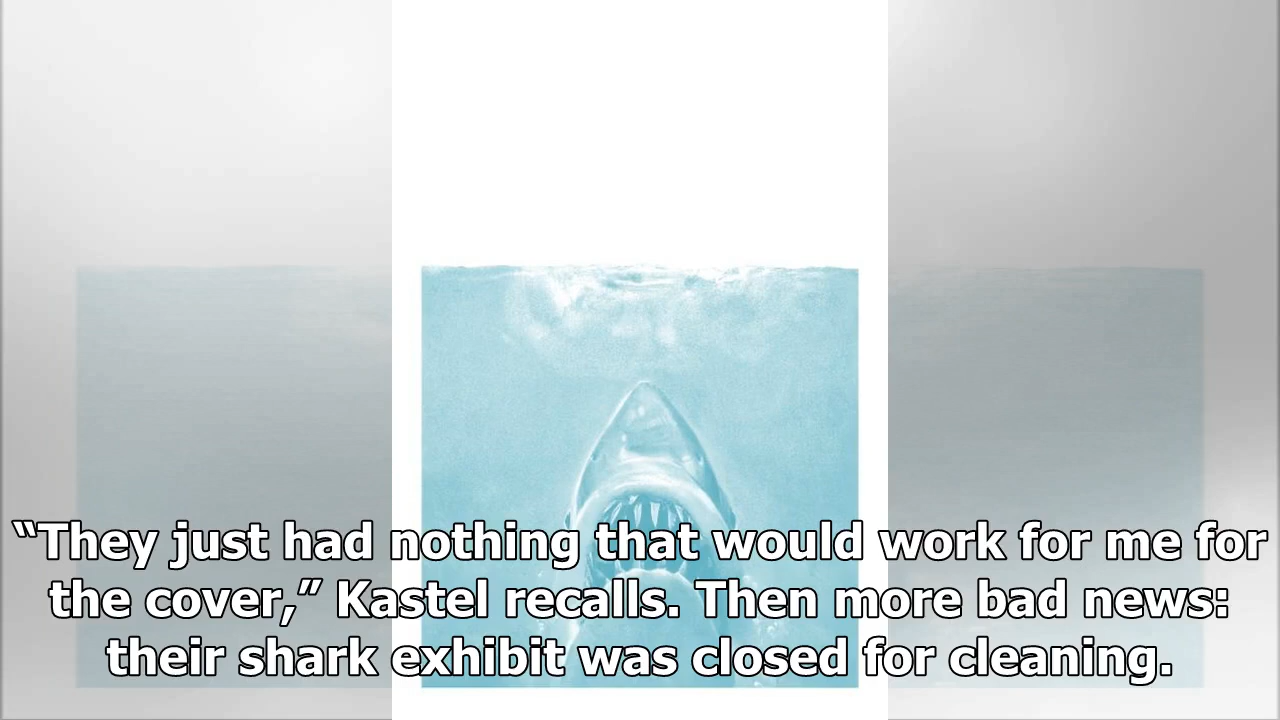 “They just had nothing that would work for me for
the cover,” Kastel recalls. Then more bad news:
their shark exhibit was closed for cleaning.